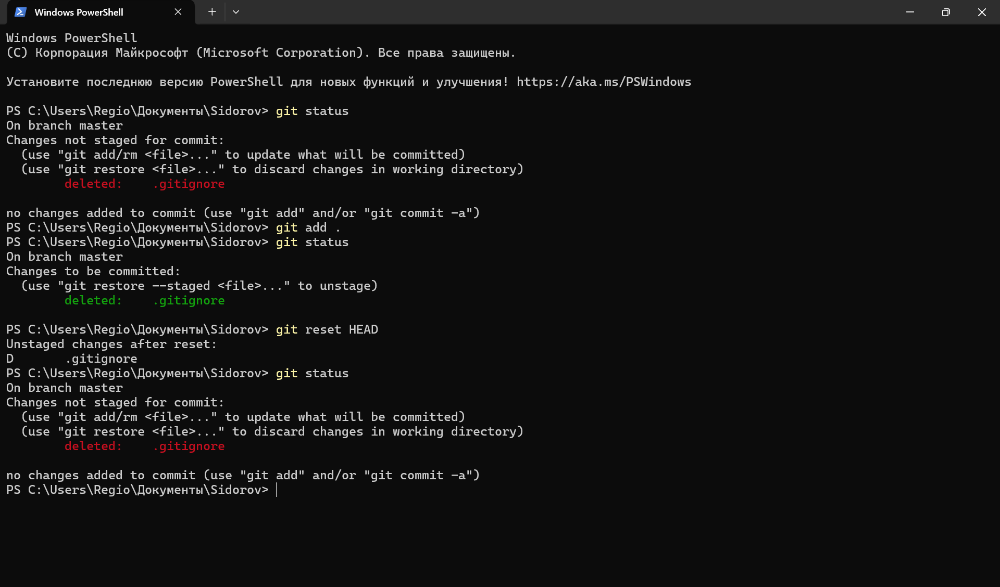 Windows PowerShell
Windows PowerShell
(C) Корпорация Майкрософт (Microsoft Corporation). Все права защищены.
Установите последнюю версию PowerShell для новых функций и улучшения! https://aka.ms/PSWindows
PS C:\Users\Regio\Документы\Sidorov> git status
On branch master
Changes not staged for commit:
  (use "git add/rm <file>..." to update what will be committed)
  (use "git restore <file>..." to discard changes in working directory)
        deleted:    .gitignore
no changes added to commit (use "git add" and/or "git commit -a")
PS C:\Users\Regio\Документы\Sidorov> git add .
PS C:\Users\Regio\Документы\Sidorov> git status
On branch master
Changes to be committed:
  (use "git restore --staged <file>..." to unstage)
        deleted:    .gitignore
PS C:\Users\Regio\Документы\Sidorov> git reset HEAD
Unstaged changes after reset:
D       .gitignore
PS C:\Users\Regio\Документы\Sidorov> git status
On branch master
Changes not staged for commit:
  (use "git add/rm <file>..." to update what will be committed)
  (use "git restore <file>..." to discard changes in working directory)
        deleted:    .gitignore
no changes added to commit (use "git add" and/or "git commit -a")
PS C:\Users\Regio\Документы\Sidorov>